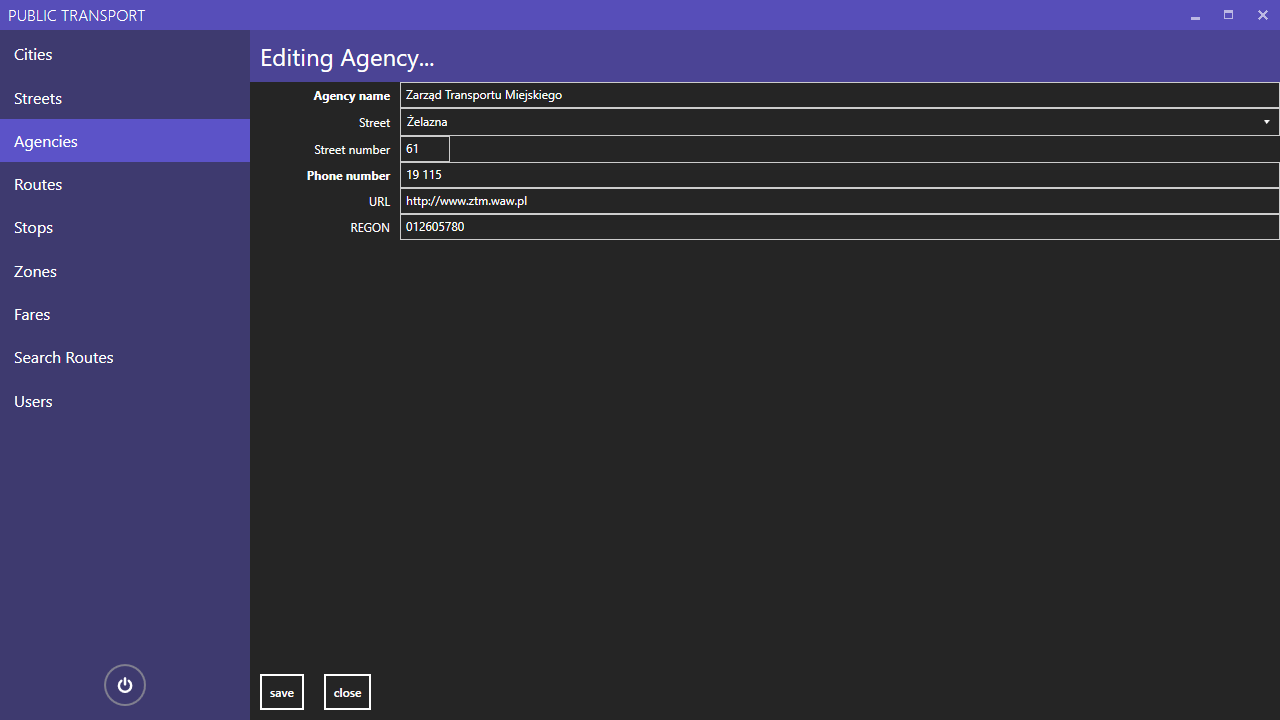 PUBLIC TRANSPORT
Cities
Streets
Agencies
Routes
Stops
Zones
Fares
Search Routes
Users
Editing Agency...
Agency name Zarząd Transportu Miejskiego
Street Żelazna
Street number 61
Phone number 19 115
URL http://www.ztm.waw.pl
REGON 012605780
save close